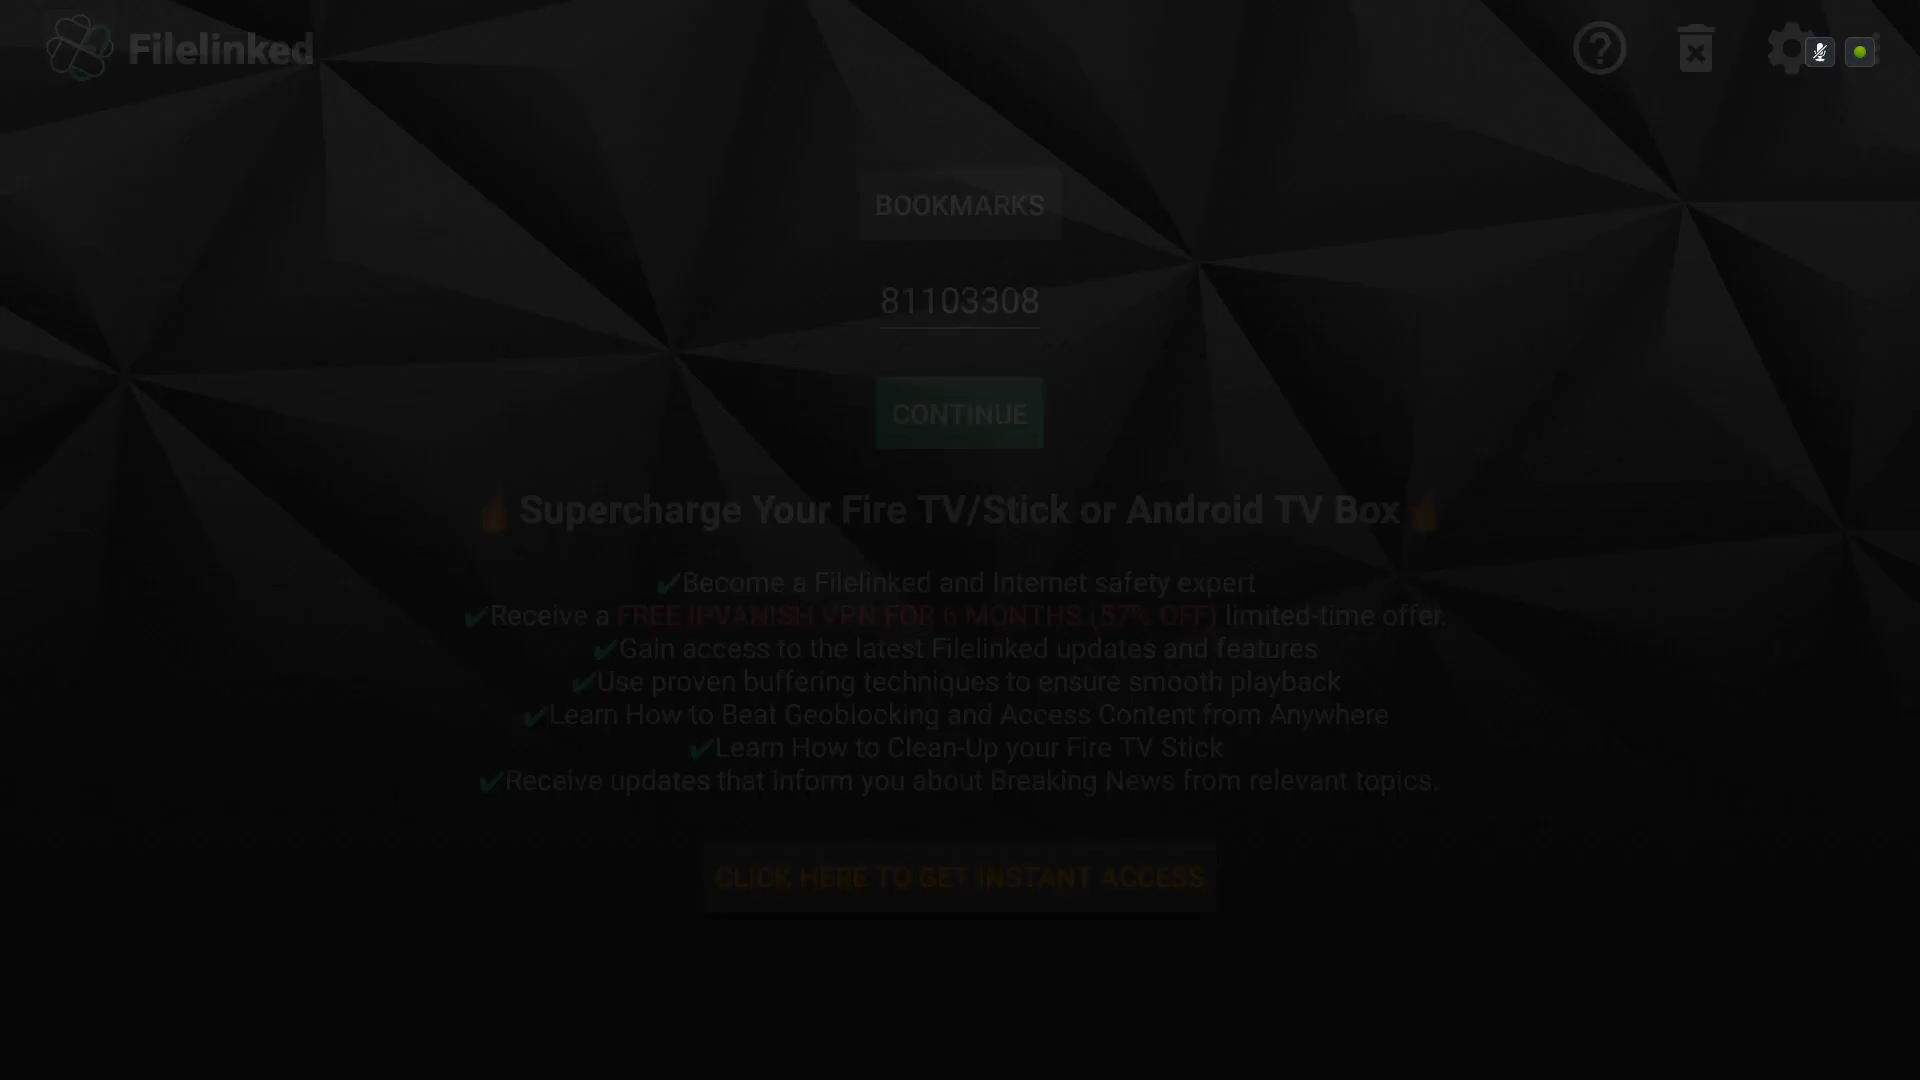 Filelinked
BOOKMARKS
81103308
CONTINUE
🔥 Supercharge Your Fire TV/Stick or Android TV Box 🔥
✔Become a Filelinked and Internet safety expert
✔Receive a FREE IPVANISH VPN FOR 6 MONTHS (57% OFF) limited-time offer.
✔Gain access to the latest Filelinked updates and features
✔Use proven buffering techniques to ensure smooth playback
✔Learn How to Beat Geoblocking and Access Content from Anywhere
✔Learn How to Clean-Up your Fire TV Stick
✔Receive updates that inform you about Breaking News from relevant topics.
CLICK HERE TO GET INSTANT ACCESS